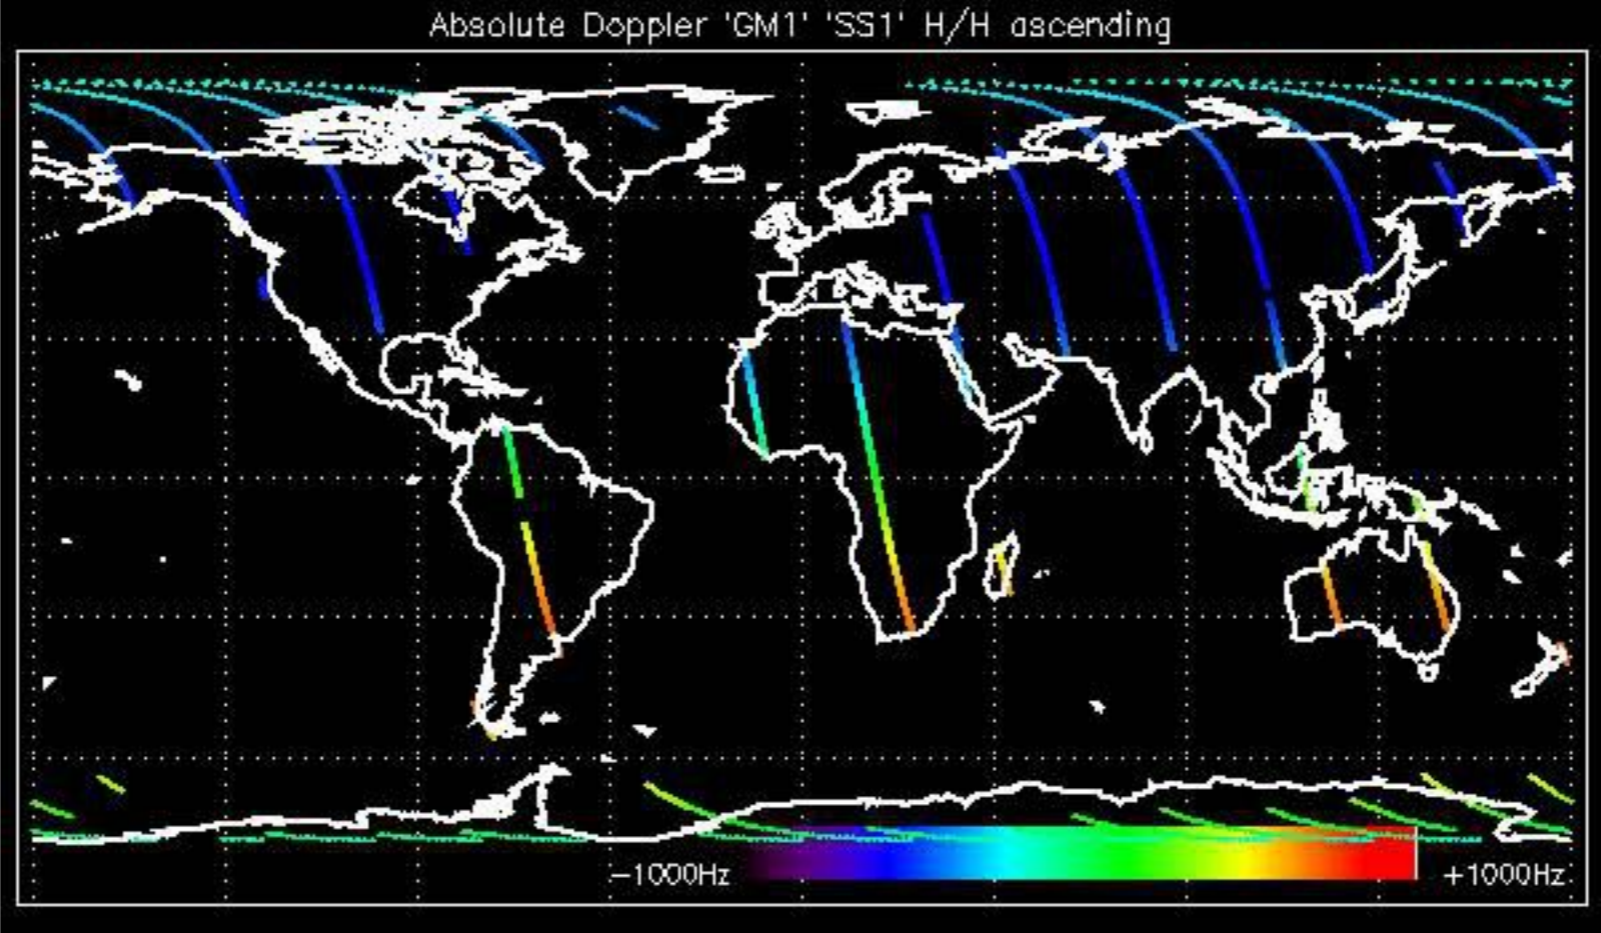 Absolute Doppler 'GM1' 'SS1' H/H ascending
−1000Hz +1000Hz